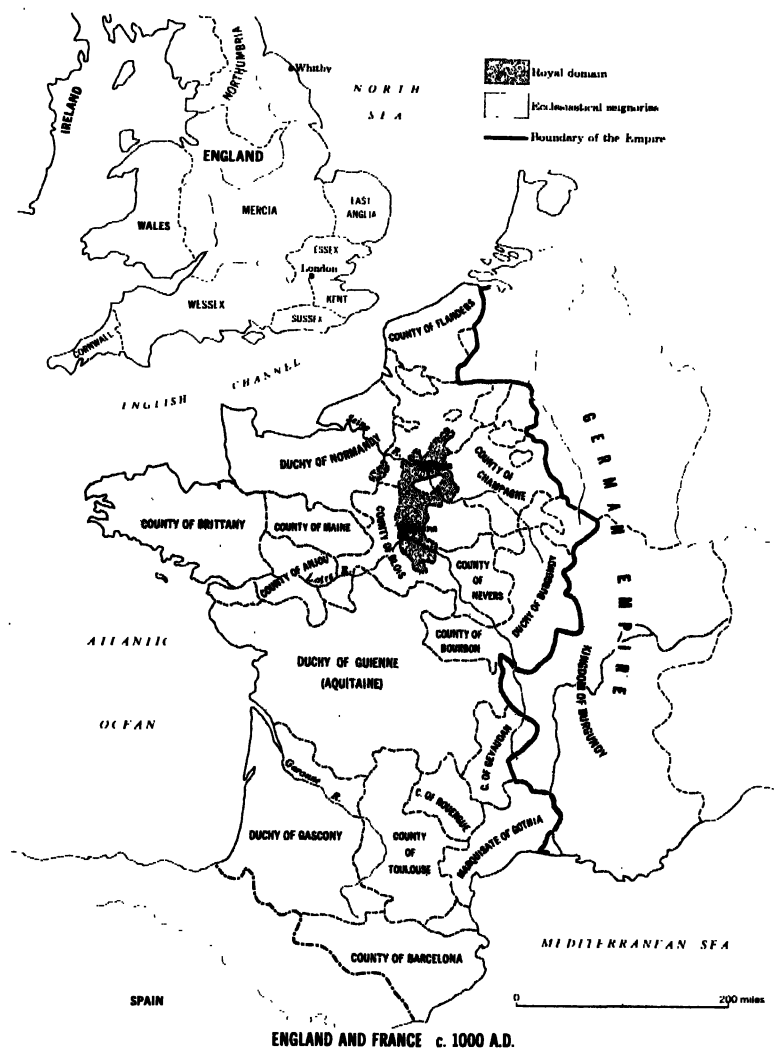 Royal domain
Ecclesiastical seignories
Boundary of the Empire
Whitby
NORTH
SEA
NORTHUMBRIA
IRELAND
ENGLAND
EAST
ANGLIA
MERCIA
WALES
ESSEX
London
WESSEX
KENT
SUSSEX
CORNWALL
ENGLISH CHANNEL
COUNTY OF FLANDERS
GERMAN EMPIRE
Seine
R.
DUCHY OF NORMANDY
COUNTY OF
CHAMPAGNE
COUNTY OF BRITTANY
COUNTY OF MAINE
COUNTY OF BLOIS
COUNTY OF ANJOU
Loire R.
COUNTY
OF
NEVERS
DUCHY OF BURGUNDY
COUNTY OF
BOURBON
ATLANTIC
OCEAN
DUCHY OF GUIENNE
(AQUITAINE)
KINGDOM OF BURGUNDY
C. OF GEVAUDAN
Garonne R.
C. OF ROUERGUE
DUCHY OF GASCONY
COUNTY
OF
TOULOUSE
MARQUISATE OF GOTHIA
MEDITERRANEAN SEA
COUNTY OF BARCELONA
SPAIN
0
200 miles
ENGLAND AND FRANCE c. 1000 A.D.